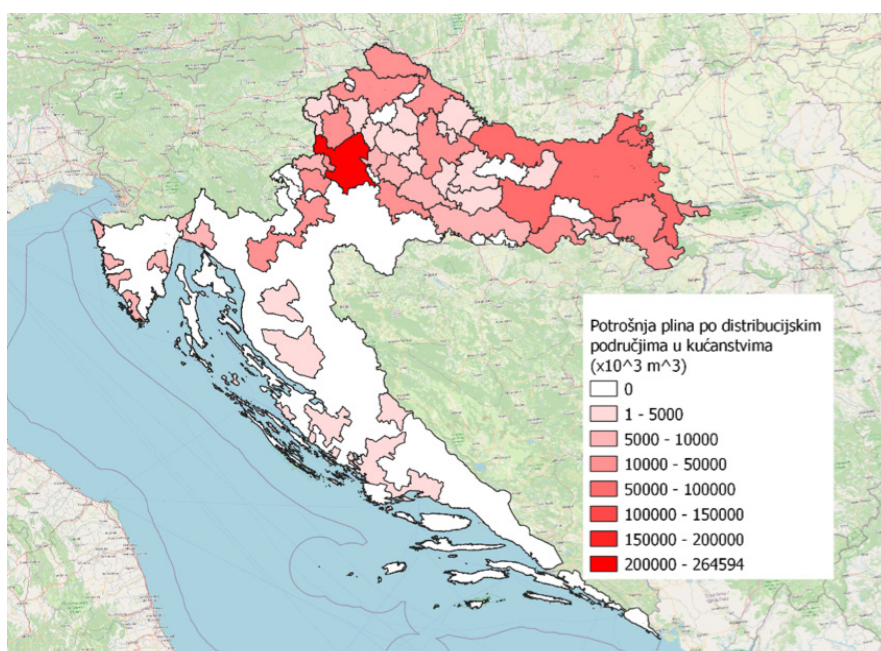 Potrošnja plina po distribucijskim
područjima u kućanstvima
(x10^3 m^3)
0
1 - 5000
5000 - 10000
10000 - 50000
50000 - 100000
100000 - 150000
150000 - 200000
200000 - 264594